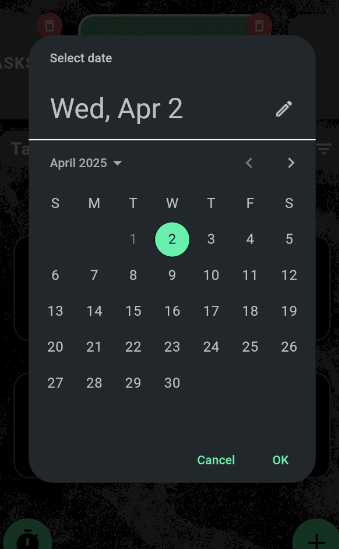 ASKS
Select date
Wed, Apr 2
Ta
April 2025
S M T W T F S
1 2 3 4 5
6 7 8 9 10 11 12
13 14 15 16 17 18 19
20 21 22 23 24 25 26
27 28 29 30
Cancel OK